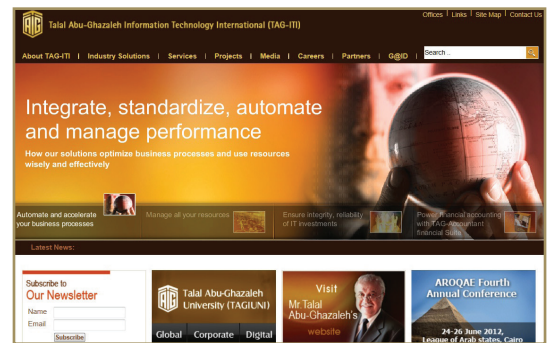 Offices | Links | Site Map | Contact Us
TAG
Talal Abu-Ghazaleh Information Technology International (TAG-ITI)
About TAG-ITI | Industry Solutions | Services | Projects | Media | Careers | Partners | G@ID |
Search ..
Integrate, standardize, automate
and manage performance
How our solutions optimize business processes and use resources
wisely and effectively
Automate and accelerate
your business processes
Manage all your resources
Ensure integrity, reliability
of IT investments
Power financial accounting
with TAG-Accountant
financial Suite
Latest News:
Subscribe to
Our Newsletter
Name
Email
Subscribe
Talal Abu-Ghazaleh
University (TAGIUNI)
Global Corporate Digital
Visit
Mr.Talal
Abu-Ghazaleh's
website
AROQAE Fourth
Annual Conference
24-26 June 2012,
League of Arab states, Cairo